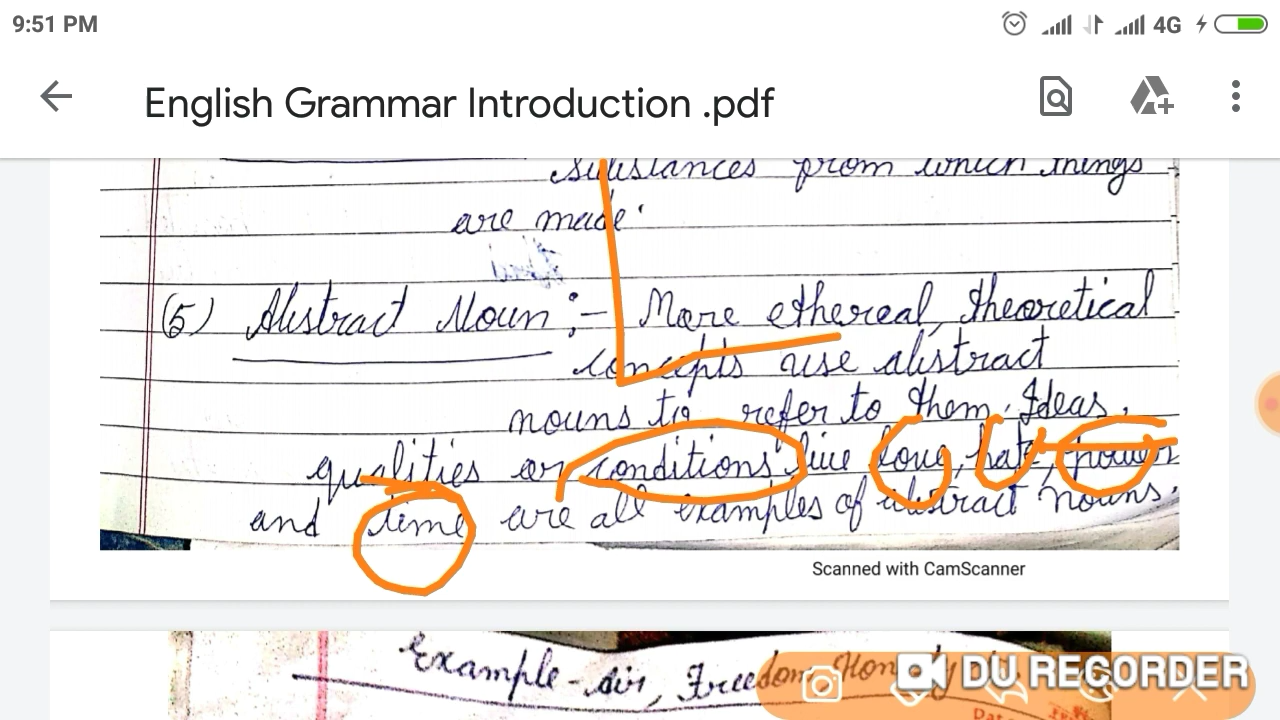 9:51 PM
4G
English Grammar Introduction .pdf
substances from which things
are made.
(5) Abstract Noun :- More ethereal, theoretical
concepts use abstract
nouns to refer to them. Ideas,
qualities or conditions like love, hate, power
and time are all examples of abstract nouns.
Scanned with CamScanner
Example - Air, Freedom, Honesty
DU RECORDER